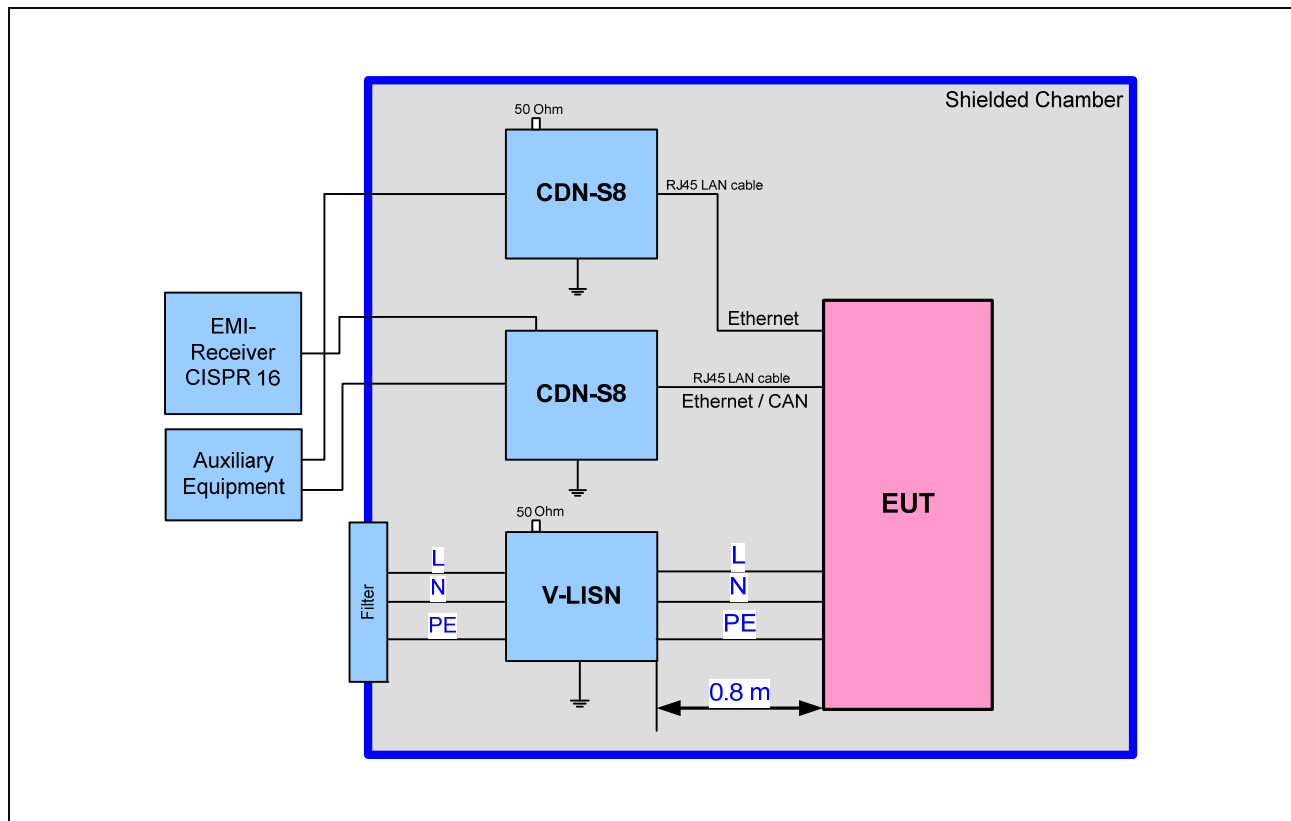 Shielded Chamber
50 Ohm
CDN-S8
RJ45 LAN cable
Ethernet
EMI-
Receiver
CISPR 16
CDN-S8
RJ45 LAN cable
Ethernet / CAN
Auxiliary
Equipment
EUT
50 Ohm
Filter
L
N
PE
V-LISN
L
N
PE
0.8 m